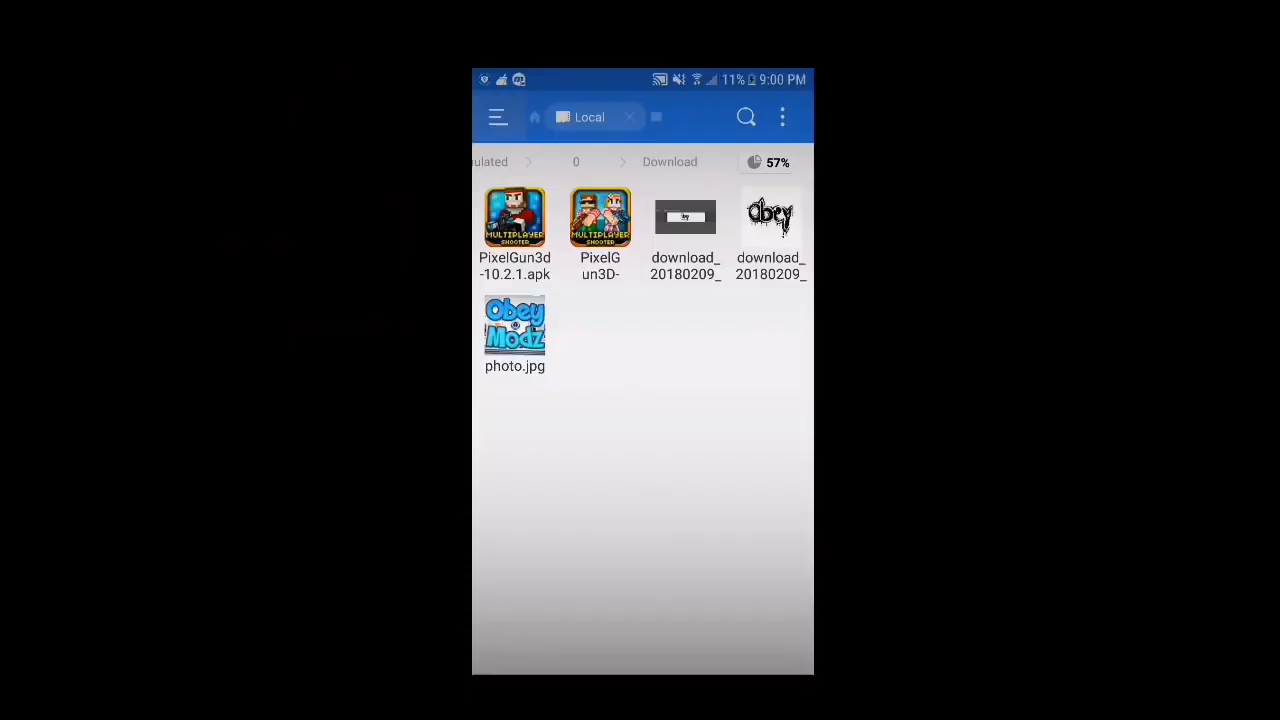 11% 9:00 PM
Local
ulated 0 Download 57%
MULTIPLAYER
SHOOTER
MULTIPLAYER
SHOOTER
Obey
PixelGun3d
-10.2.1.apk
PixelG
un3D-
download_
20180209_
download_
20180209_
Obey
Modz
photo.jpg